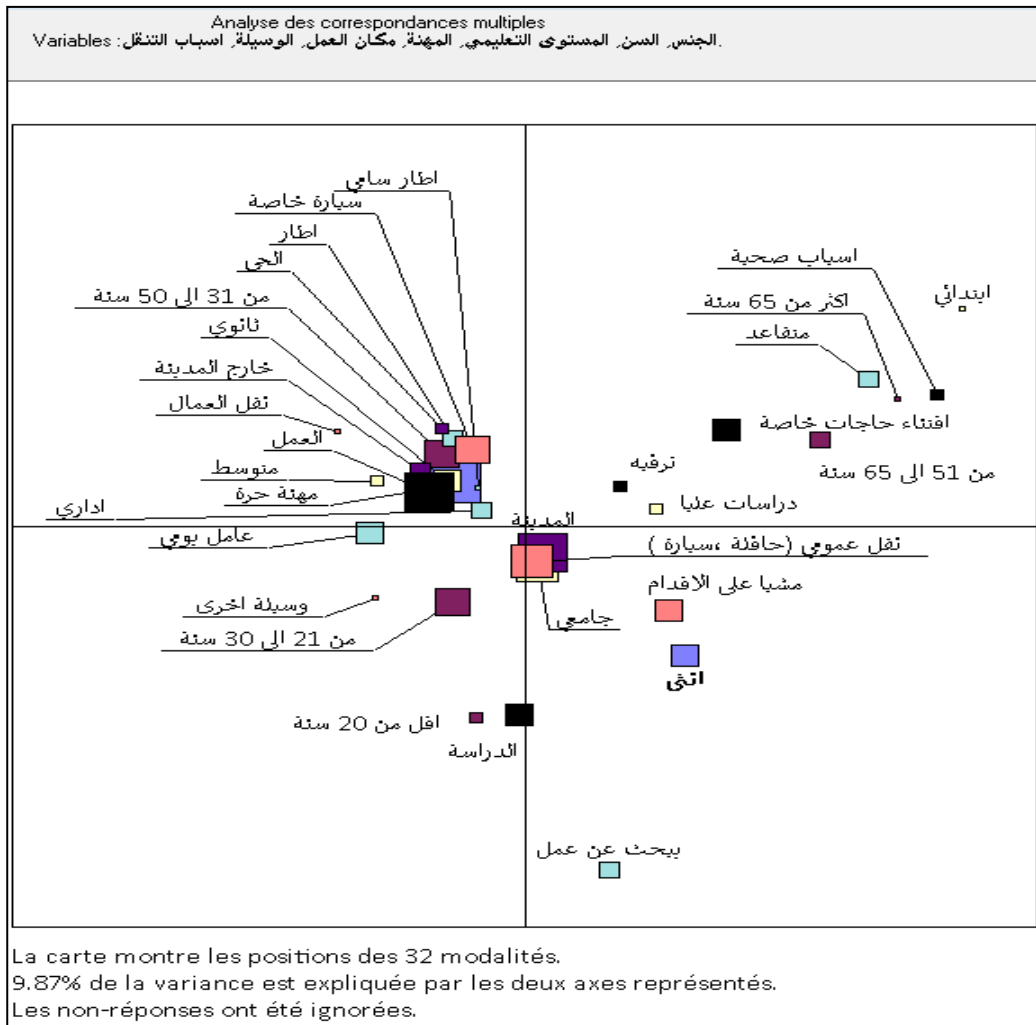 Analyse des correspondances multiples
Variables : الجنس, السن, المستوى التعليمي, المهنة, مكان العمل, الوسيلة, اسباب التنقل.
اطار سامي
سيارة خاصة
اطار
الحي
من 31 الى 50 سنة
ثانوي
خارج المدينة
نقل العمال
العمل
متوسط
مهنة حرة
اداري
عامل يومي
وسيلة اخرى
من 21 الى 30 سنة
اقل من 20 سنة
الدراسة
اسباب صحية
ابتدائي
اكثر من 65 سنة
متقاعد
اقتناء حاجات خاصة
من 51 الى 65 سنة
ترفيه
دراسات عليا
المدينة
نقل عمومي (حافلة ،سيارة )
مشيا على الاقدام
جامعي
انثى
يبحث عن عمل
La carte montre les positions des 32 modalités.
9.87% de la variance est expliquée par les deux axes représentés.
Les non-réponses ont été ignorées.